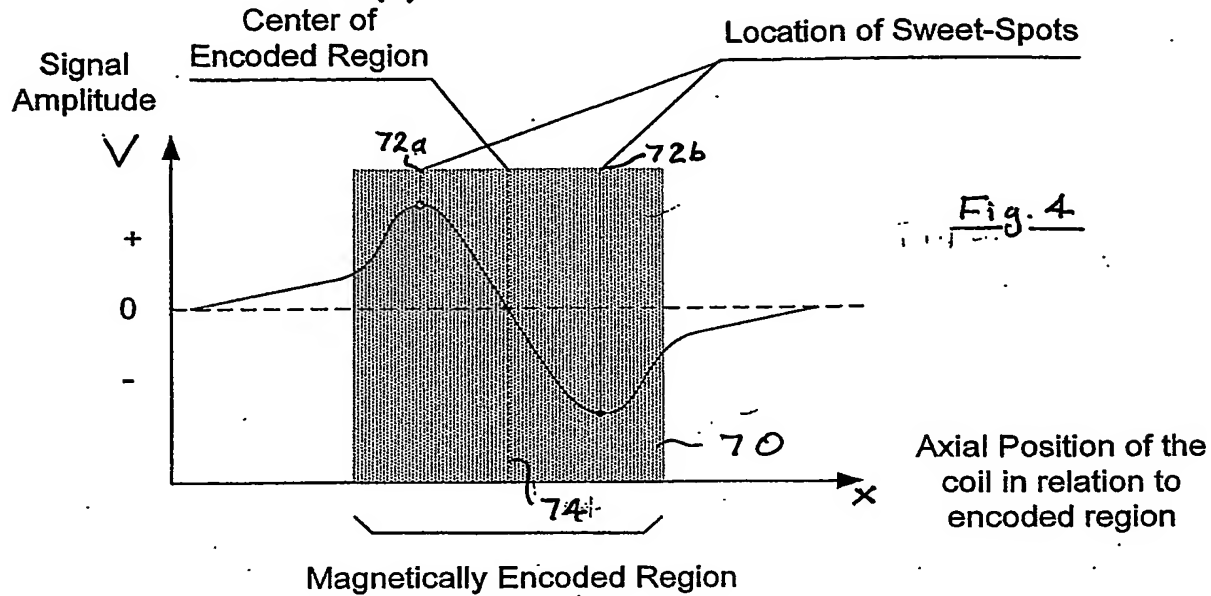 Center of
Encoded Region
Location of Sweet-Spots
Signal
Amplitude
V
72a
72b
+
Fig. 4
0
-
70
Axial Position of the
coil in relation to
encoded region
x
74
Magnetically Encoded Region